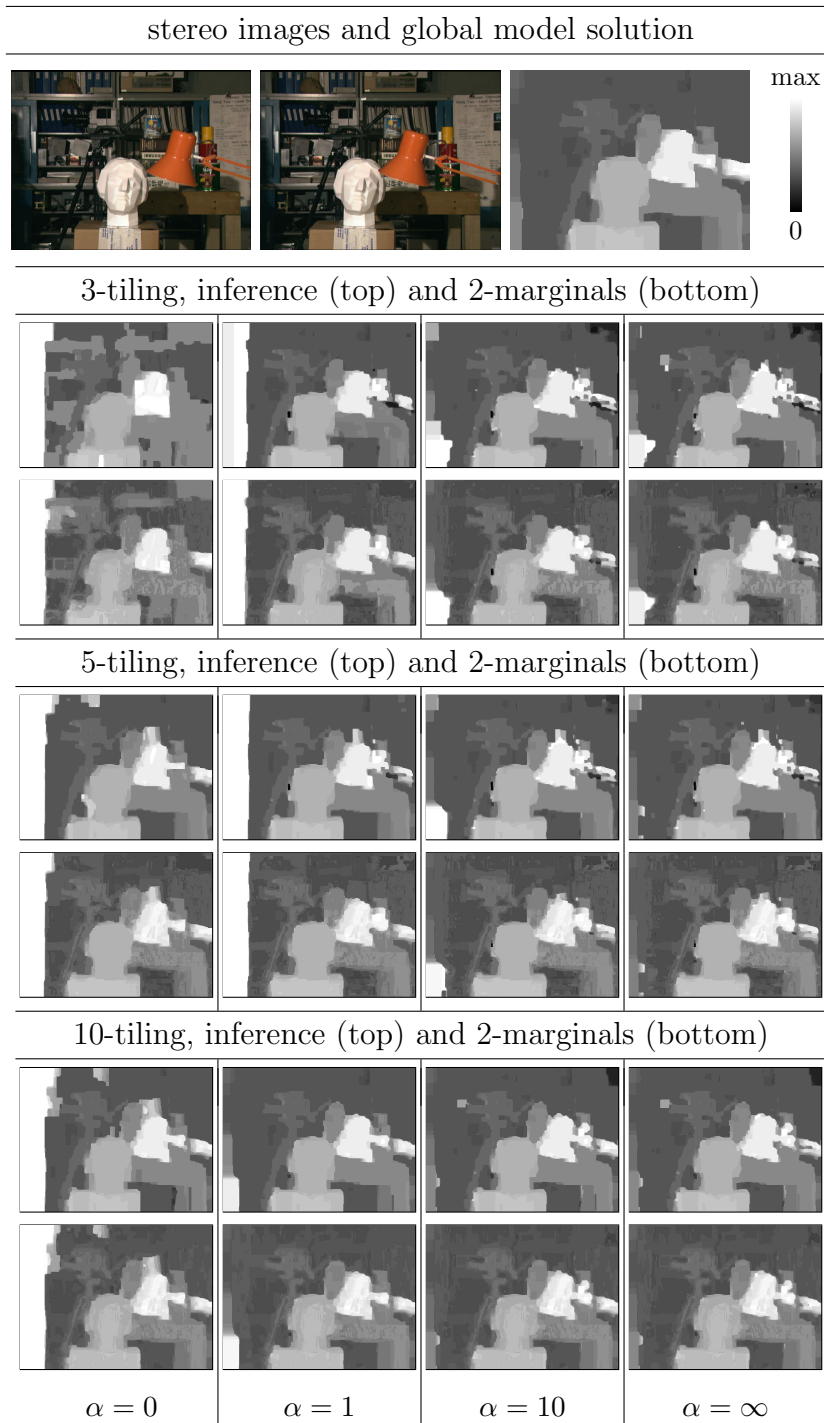 stereo images and global model solution
max
0
3-tiling, inference (top) and 2-marginals (bottom)
5-tiling, inference (top) and 2-marginals (bottom)
10-tiling, inference (top) and 2-marginals (bottom)
α = 0
α = 1
α = 10
α = ∞